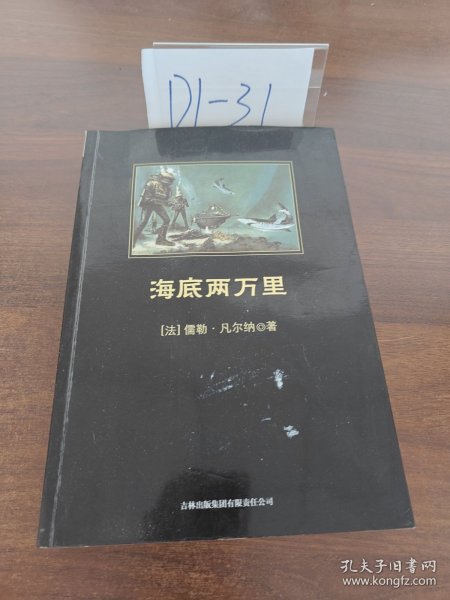 D1-31
海底两万里
[法]儒勒·凡尔纳◎著
吉林出版集团有限责任公司
孔夫子旧书网
www.kongfz.com